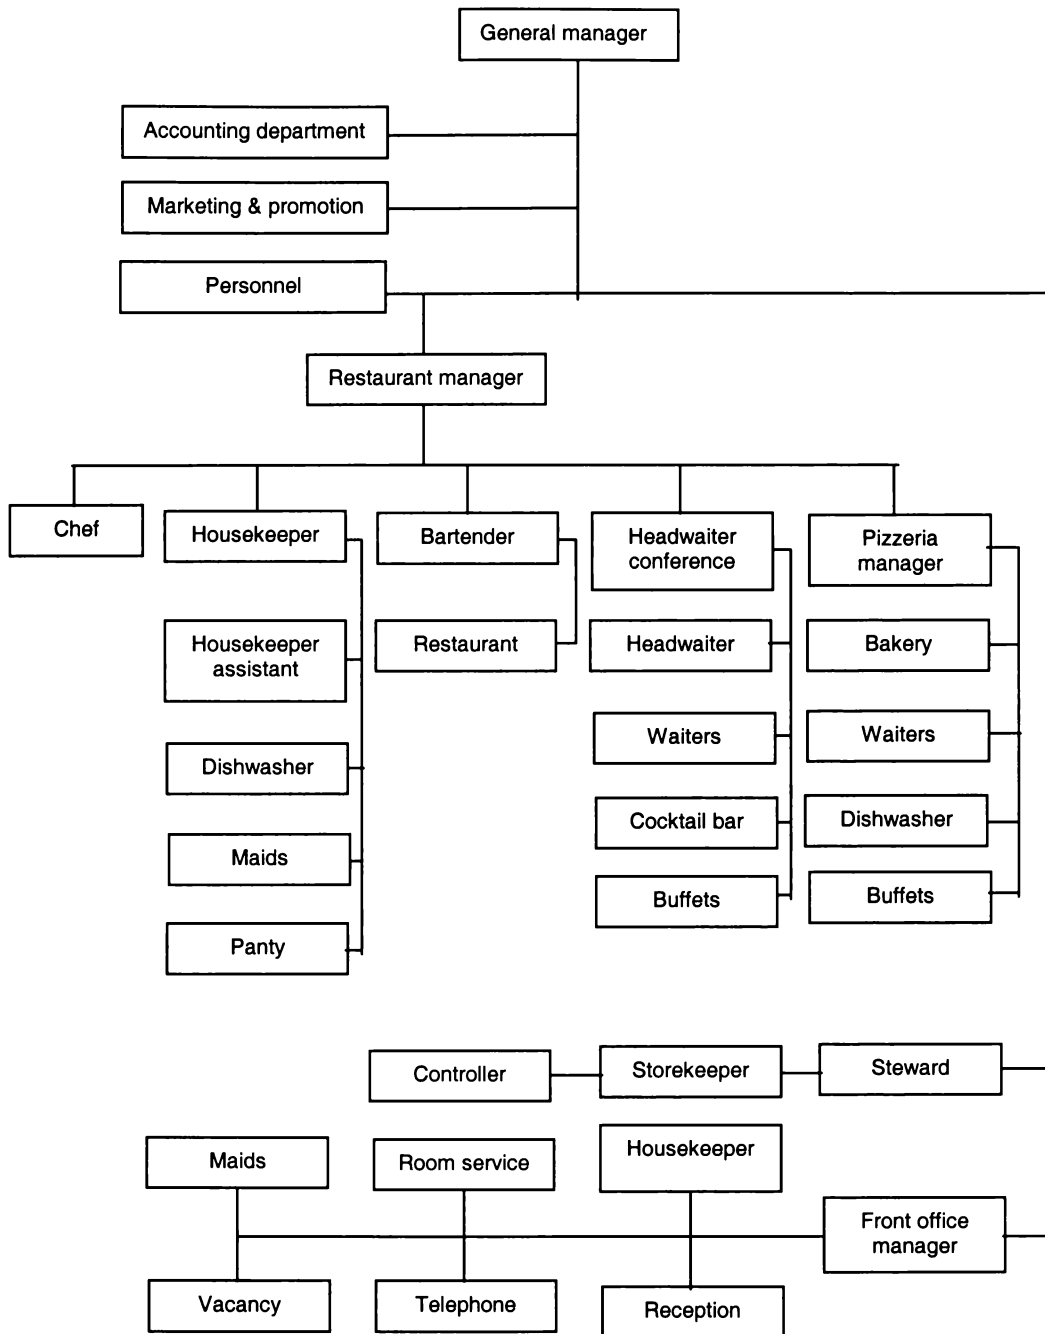 General manager
Accounting department
Marketing & promotion
Personnel
Restaurant manager
Chef
Housekeeper
Bartender
Headwaiter
conference
Pizzeria
manager
Housekeeper
assistant
Restaurant
Headwaiter
Bakery
Dishwasher
Waiters
Waiters
Maids
Cocktail bar
Dishwasher
Panty
Buffets
Buffets
Controller
Storekeeper
Steward
Maids
Room service
Housekeeper
Front office
manager
Vacancy
Telephone
Reception